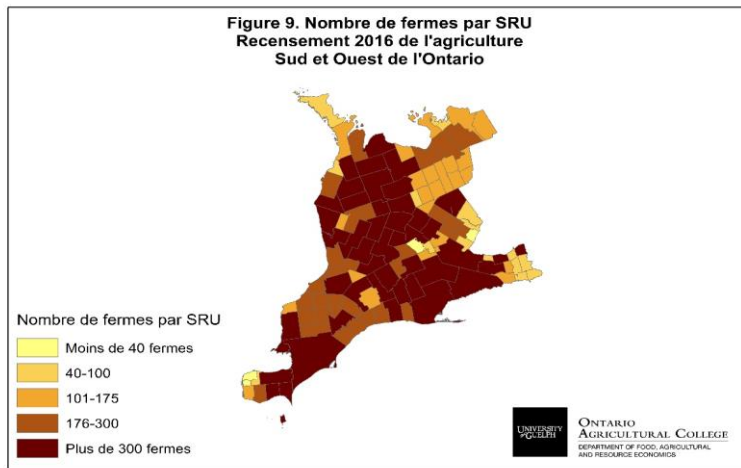 Figure 9. Nombre de fermes par SRU
Recensement 2016 de l'agriculture
Sud et Ouest de l'Ontario
Nombre de fermes par SRU
Moins de 40 fermes
40-100
101-175
176-300
Plus de 300 fermes
UNIVERSITY
OF GUELPH
ONTARIO
AGRICULTURAL COLLEGE
DEPARTMENT OF FOOD, AGRICULTURAL
AND RESOURCE ECONOMICS